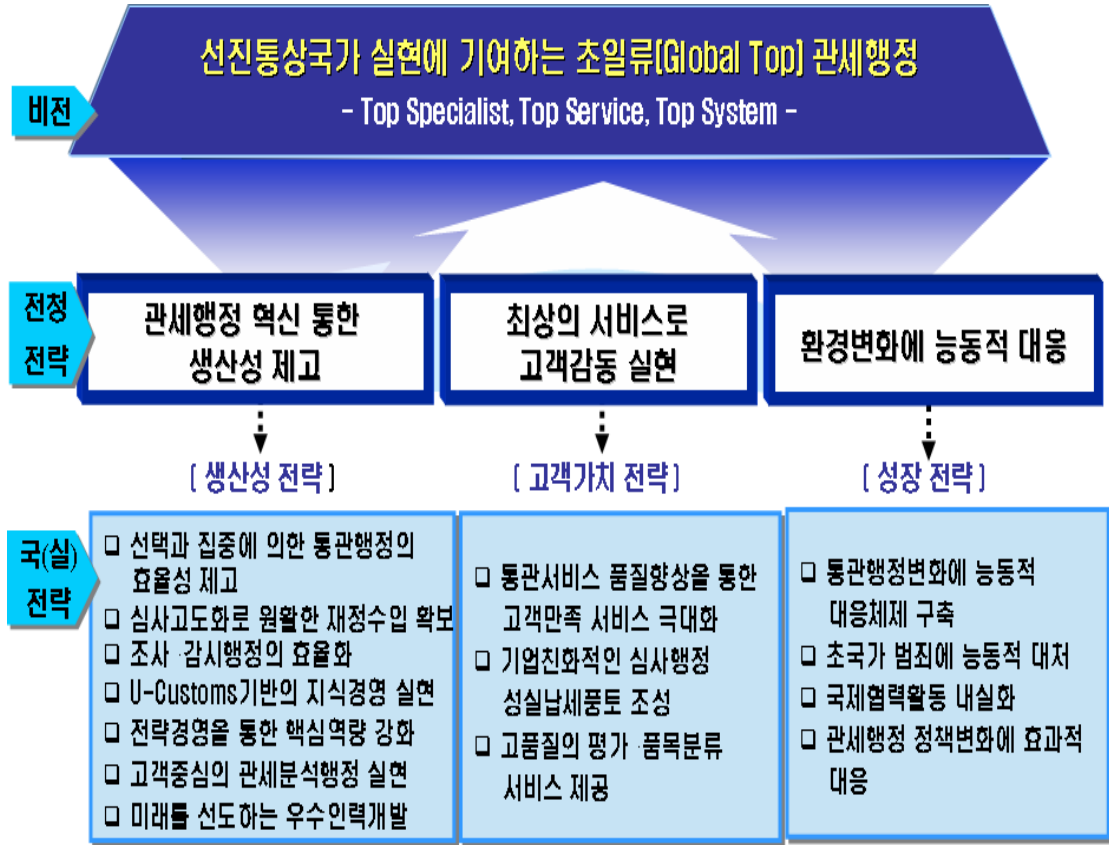 선진통상국가 실현에 기여하는 초일류(Global Top) 관세행정
- Top Specialist, Top Service, Top System -
비전
전청
전략
관세행정 혁신 통한
생산성 제고
최상의 서비스로
고객감동 실현
환경변화에 능동적 대응
( 생산성 전략 )
( 고객가치 전략 )
( 성장 전략 )
국(실)
전략
❑ 선택과 집중에 의한 통관행정의
효율성 제고
❑ 심사고도화로 원활한 재정수입 확보
❑ 조사·감시행정의 효율화
❑ U-Customs기반의 지식경영 실현
❑ 전략경영을 통한 핵심역량 강화
❑ 고객중심의 관세분석행정 실현
❑ 미래를 선도하는 우수인력개발
❑ 통관서비스 품질향상을 통한
고객만족 서비스 극대화
❑ 기업친화적인 심사행정
성실납세풍토 조성
❑ 고품질의 평가·품목분류
서비스 제공
❑ 통관행정변화에 능동적
대응체제 구축
❑ 초국가 범죄에 능동적 대처
❑ 국제협력활동 내실화
❑ 관세행정 정책변화에 효과적
대응